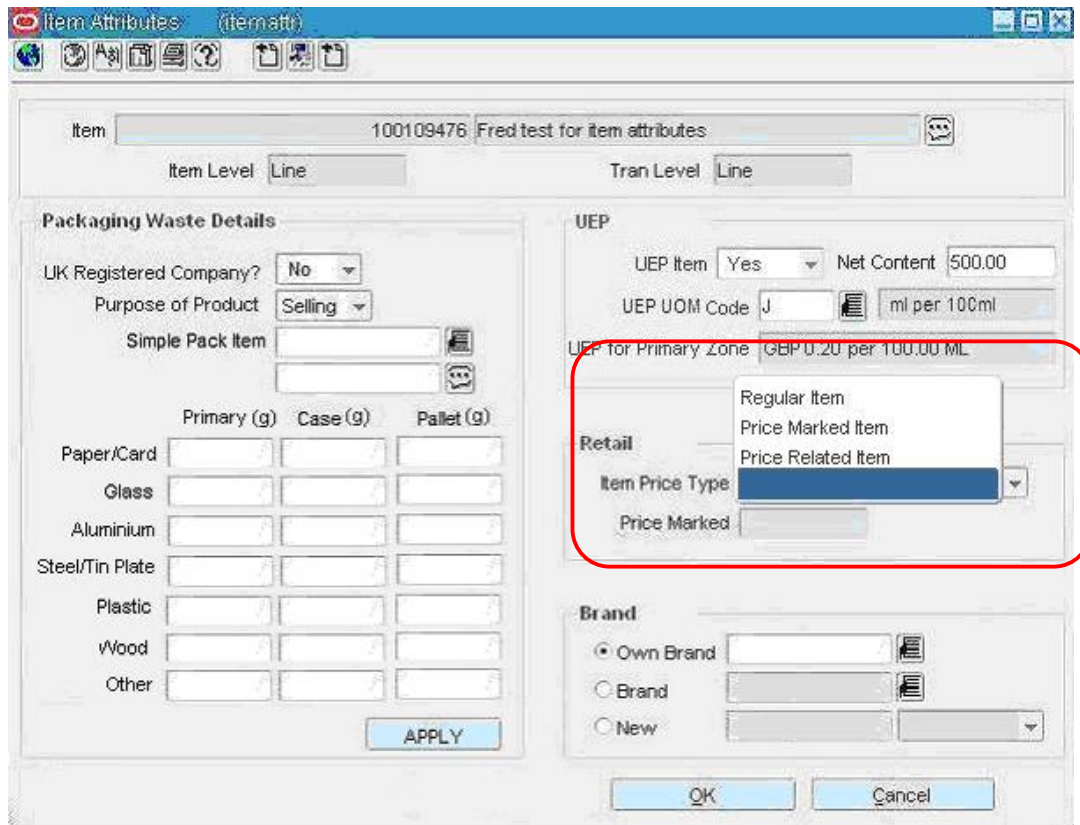 Item Attributes (itemattr)
Item 100109476 Fred test for item attributes
Item Level Line Tran Level Line
Packaging Waste Details
UK Registered Company? No
Purpose of Product Selling
Simple Pack Item
Primary (g) Case (g) Pallet (g)
Paper/Card
Glass
Aluminium
Steel/Tin Plate
Plastic
Wood
Other
APPLY
UEP
UEP Item Yes Net Content 500.00
UEP UOM Code J ml per 100ml
UEP for Primary Zone GBP 0.20 per 100.00 ML
Regular Item
Price Marked Item
Price Related Item
Retail
Item Price Type
Price Marked
Brand
Own Brand
Brand
New
OK Cancel